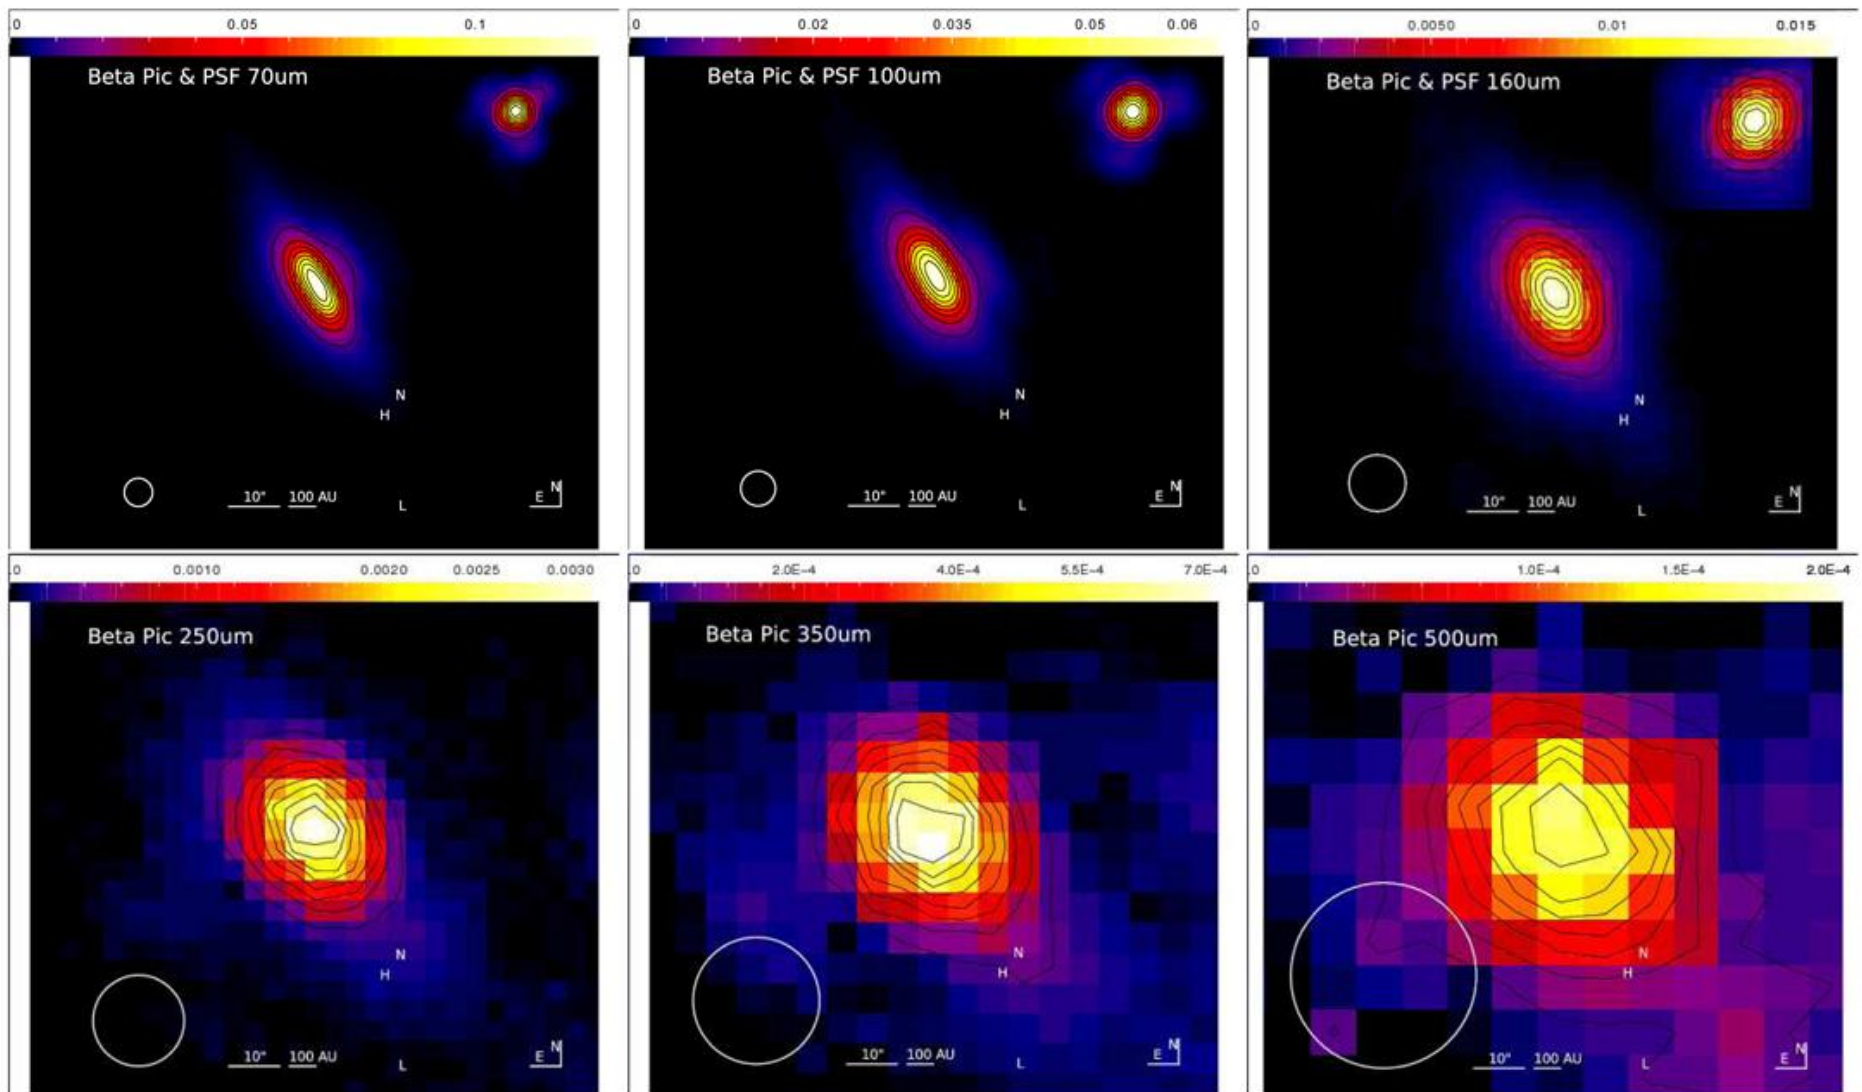 .0 0.05 0.1
Beta Pic & PSF 70um
N
H
10" 100 AU
L
E N
.0 0.02 0.035 0.05 0.06
Beta Pic & PSF 100um
N
H
10" 100 AU
L
E N
.0 0.0050 0.01 0.015
Beta Pic & PSF 160um
N
H
10" 100 AU
L
E N
.0 0.0010 0.0020 0.0025 0.0030
Beta Pic 250um
N
H
10" 100 AU
L
E N
.0 2.0E-4 4.0E-4 5.5E-4 7.0E-4
Beta Pic 350um
N
H
10" 100 AU
L
E N
.0 1.0E-4 1.5E-4 2.0E-4
Beta Pic 500um
N
H
10" 100 AU
L
E N